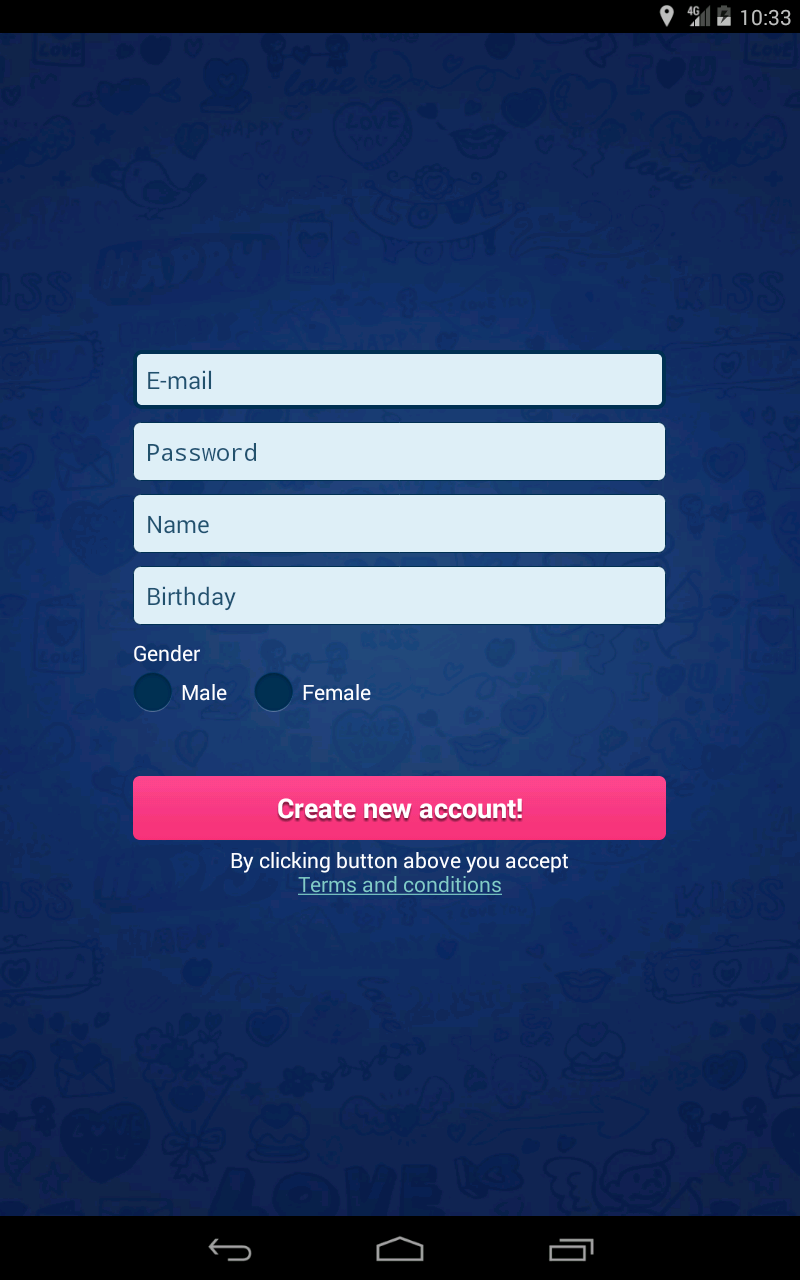 4G 10:33
E-mail
Password
Name
Birthday
Gender
Male Female
Create new account!
By clicking button above you accept
Terms and conditions